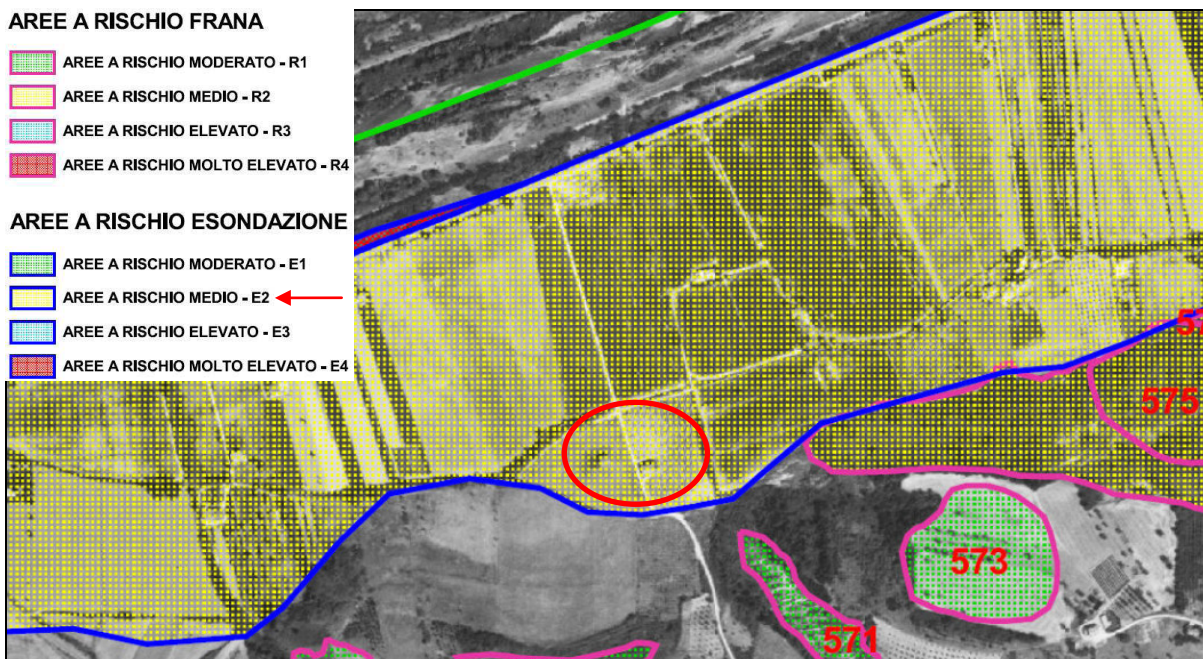 AREE A RISCHIO FRANA
AREE A RISCHIO MODERATO - R1
AREE A RISCHIO MEDIO - R2
AREE A RISCHIO ELEVATO - R3
AREE A RISCHIO MOLTO ELEVATO - R4
AREE A RISCHIO ESONDAZIONE
AREE A RISCHIO MODERATO - E1
AREE A RISCHIO MEDIO - E2
AREE A RISCHIO ELEVATO - E3
AREE A RISCHIO MOLTO ELEVATO - E4
575
573
571